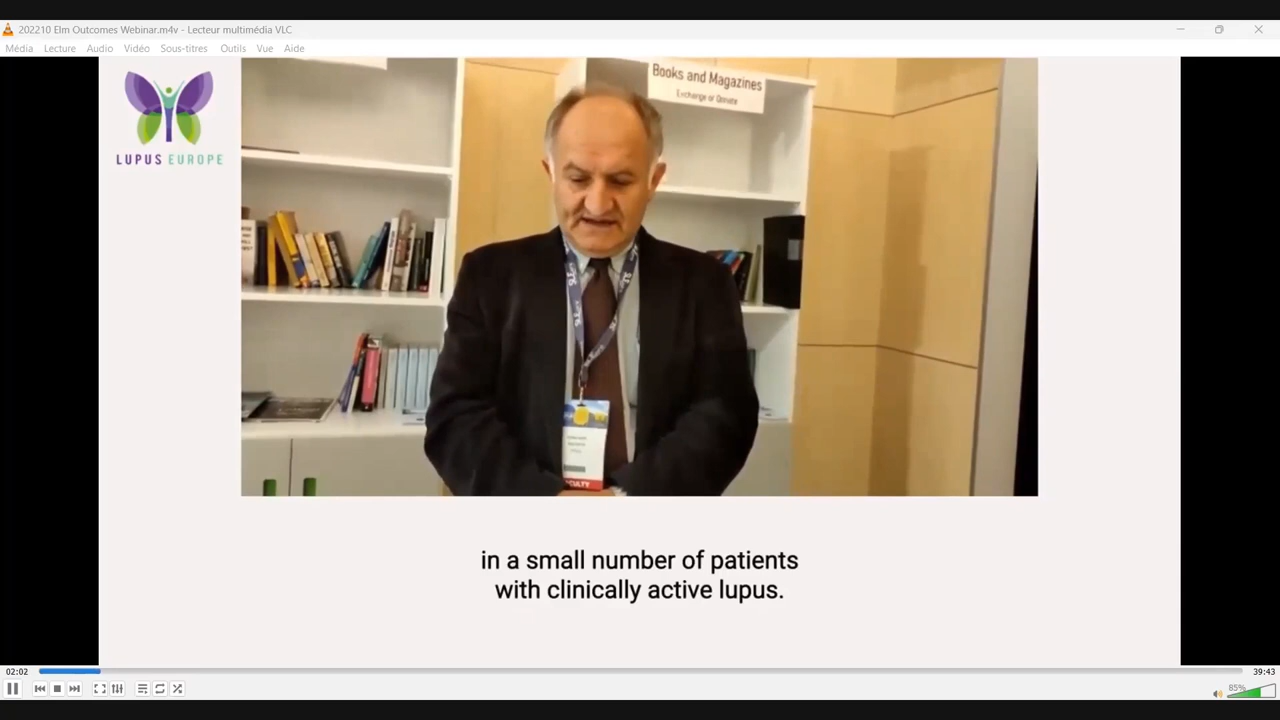 202210 Elm Outcomes Webinar.m4v - Lecteur multimédia VLC
Média Lecture Audio Vidéo Sous-titres Outils Vue Aide
LUPUS EUROPE
Books and Magazines
Exchange or Donate
CULTY
in a small number of patients
with clinically active lupus.
02:02
39:43
85%